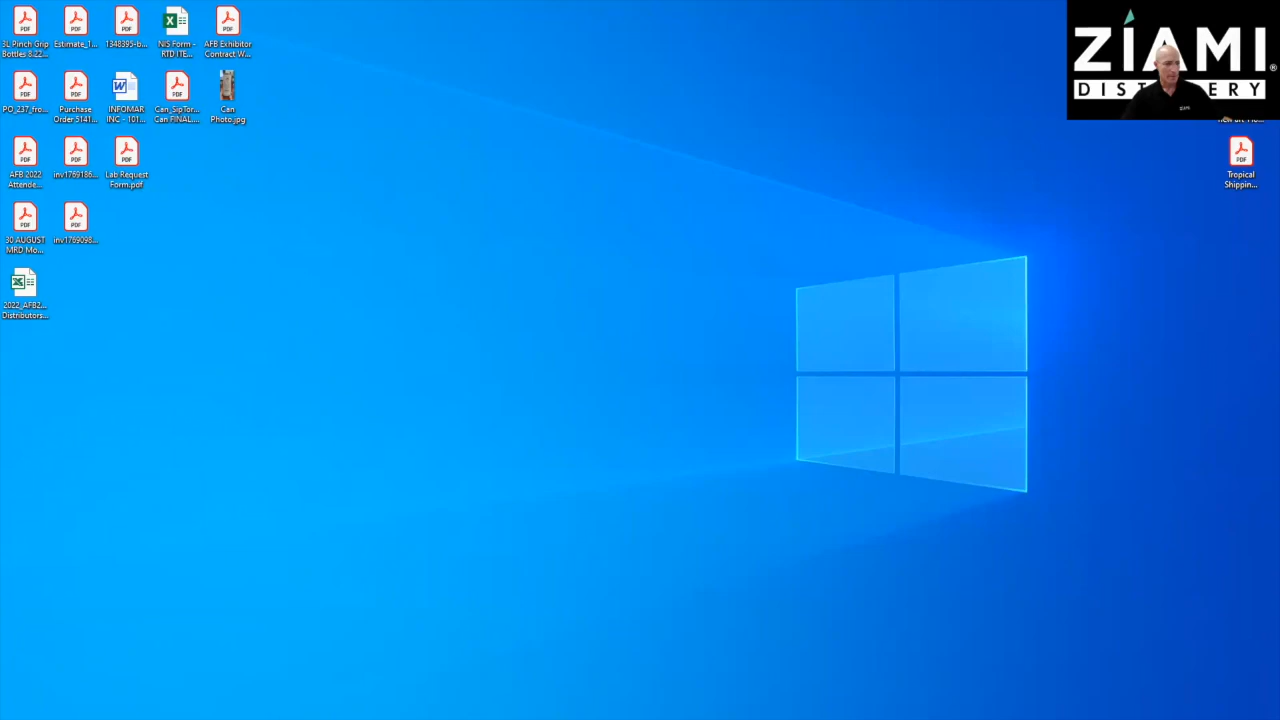 3L Pinch Grip
Bottles 8.22...
Estimate_1...
1348395-b...
NIS Form -
RTD ITE...
AFB Exhibitor
Contract W...
PO_237_fro...
Purchase
Order 5141...
INFOMAR
INC - 101...
Can_SipTor...
Can FINAL....
Can
Photo.jpg
AFB 2022
Attende...
inv1769186...
Lab Request
Form.pdf
30 AUGUST
MRD Mo...
inv1769098...
2022_AFB2...
Distributors...
ZIAMI
DISTILLERY
Tropical
Shippin...